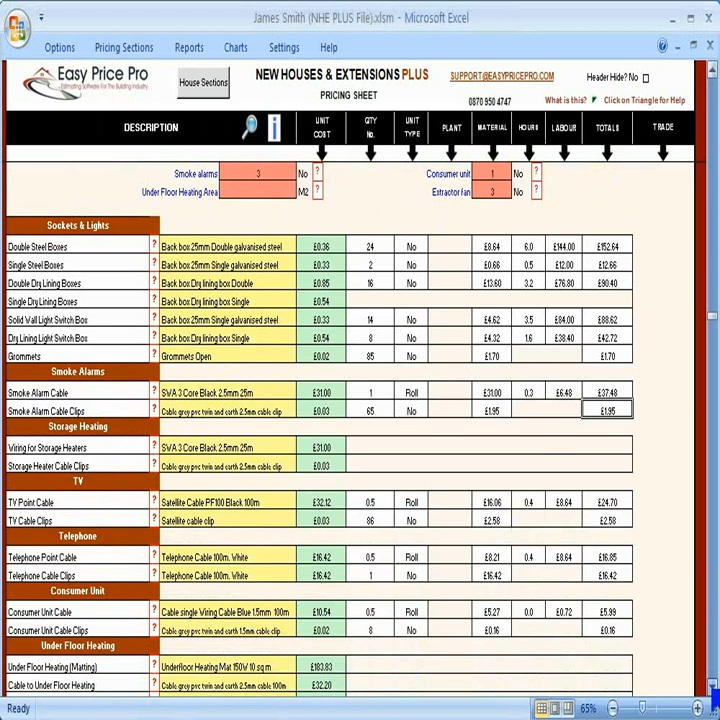 James Smith (NHE PLUS File).xlsm - Microsoft Excel
Options Pricing Sections Reports Charts Settings Help
Easy Price Pro
Estimating Software For The Building Industry
House Sections
NEW HOUSES & EXTENSIONS PLUS
PRICING SHEET
SUPPORT@EASYPRICEPRO.COM
0870 950 4747
Header Hide? No
What is this? Click on Triangle for Help
DESCRIPTION UNIT COST QTY No. UNIT TYPE PLANT MATERIAL HOURS LABOUR TOTALS TRADE
Smoke alarms 3 No ? Consumer unit 1 No ?
Under Floor Heating Area M2 ? Extractor fan 3 No ?
Sockets & Lights
Double Steel Boxes ? Back box 25mm Double galvanised steel £0.36 24 No £8.64 6.0 £144.00 £152.64
Single Steel Boxes ? Back box 25mm Single galvanised steel £0.33 2 No £0.66 0.5 £12.00 £12.66
Double Dry Lining Boxes ? Back box Dry lining box Double £0.85 16 No £13.60 3.2 £76.80 £90.40
Single Dry Lining Boxes ? Back box Dry lining box Single £0.54
Solid Wall Light Switch Box ? Back box 25mm Single galvanised steel £0.33 14 No £4.62 3.5 £84.00 £88.62
Dry Lining Light Switch Box ? Back box Dry lining box Single £0.54 8 No £4.32 1.6 £38.40 £42.72
Grommets ? Grommets Open £0.02 85 No £1.70 £1.70
Smoke Alarms
Smoke Alarm Cable ? SWA 3 Core Black 2.5mm 25m £31.00 1 Roll £31.00 0.3 £6.48 £37.48
Smoke Alarm Cable Clips ? Cable grey pvc twin and earth 2.5mm cable clip £0.03 65 No £1.95 £1.95
Storage Heating
Wiring for Storage Heaters ? SWA 3 Core Black 2.5mm 25m £31.00
Storage Heater Cable Clips ? Cable grey pvc twin and earth 2.5mm cable clip £0.03
TV
TV Point Cable ? Satellite Cable PF100 Black 100m £32.12 0.5 Roll £16.06 0.4 £8.64 £24.70
TV Cable Clips ? Satellite cable clip £0.03 86 No £2.58 £2.58
Telephone
Telephone Point Cable ? Telephone Cable 100m. White £16.42 0.5 Roll £8.21 0.4 £8.64 £16.85
Telephone Cable Clips ? Telephone Cable 100m. White £16.42 1 No £16.42 £16.42
Consumer Unit
Consumer Unit Cable ? Cable single Wiring Cable Blue 1.5mm 100m £10.54 0.5 Roll £5.27 0.0 £0.72 £5.99
Consumer Unit Cable Clips ? Cable grey pvc twin and earth 1.5mm cable clip £0.02 8 No £0.16 £0.16
Under Floor Heating
Under Floor Heating (Matting) ? Underfloor Heating Mat 150W 10 sq m £183.83
Cable to Under Floor Heating ? Cable grey pvc twin and earth 2.5mm cable 100m £32.20
Ready 65%